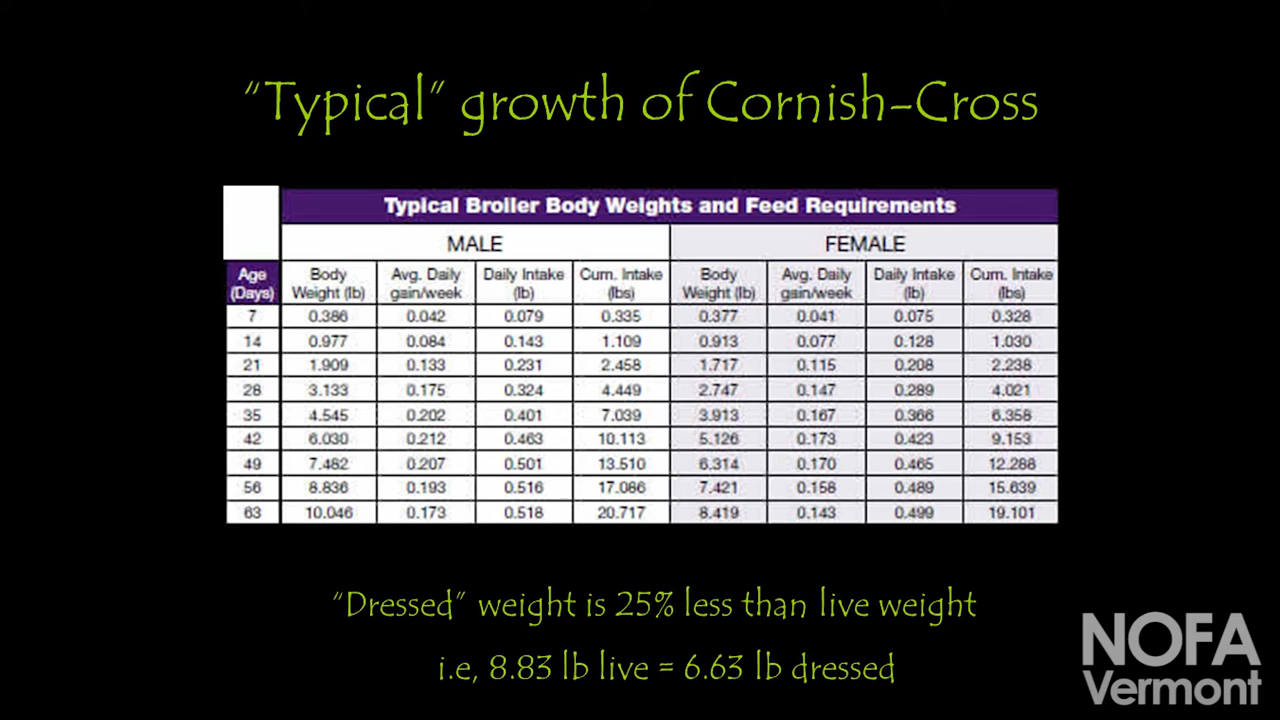 “Typical” growth of Cornish-Cross
Typical Broiler Body Weights and Feed Requirements
MALE FEMALE
Age (Days) Body Weight (lb) Avg. Daily gain/week Daily Intake (lb) Cum. Intake (lbs) Body Weight (lb) Avg. Daily gain/week Daily Intake (lb) Cum. Intake (lbs)
7 0.386 0.042 0.079 0.335 0.377 0.041 0.075 0.328
14 0.977 0.084 0.143 1.109 0.913 0.077 0.128 1.030
21 1.909 0.133 0.231 2.458 1.717 0.115 0.208 2.238
28 3.133 0.175 0.324 4.449 2.747 0.147 0.289 4.021
35 4.545 0.202 0.401 7.039 3.913 0.167 0.366 6.358
42 6.030 0.212 0.463 10.113 5.126 0.173 0.423 9.153
49 7.482 0.207 0.501 13.510 6.314 0.170 0.465 12.288
56 8.836 0.193 0.516 17.086 7.421 0.158 0.489 15.639
63 10.046 0.173 0.518 20.717 8.419 0.143 0.499 19.101
“Dressed” weight is 25% less than live weight
i.e, 8.83 lb live = 6.63 lb dressed
NOFA
Vermont